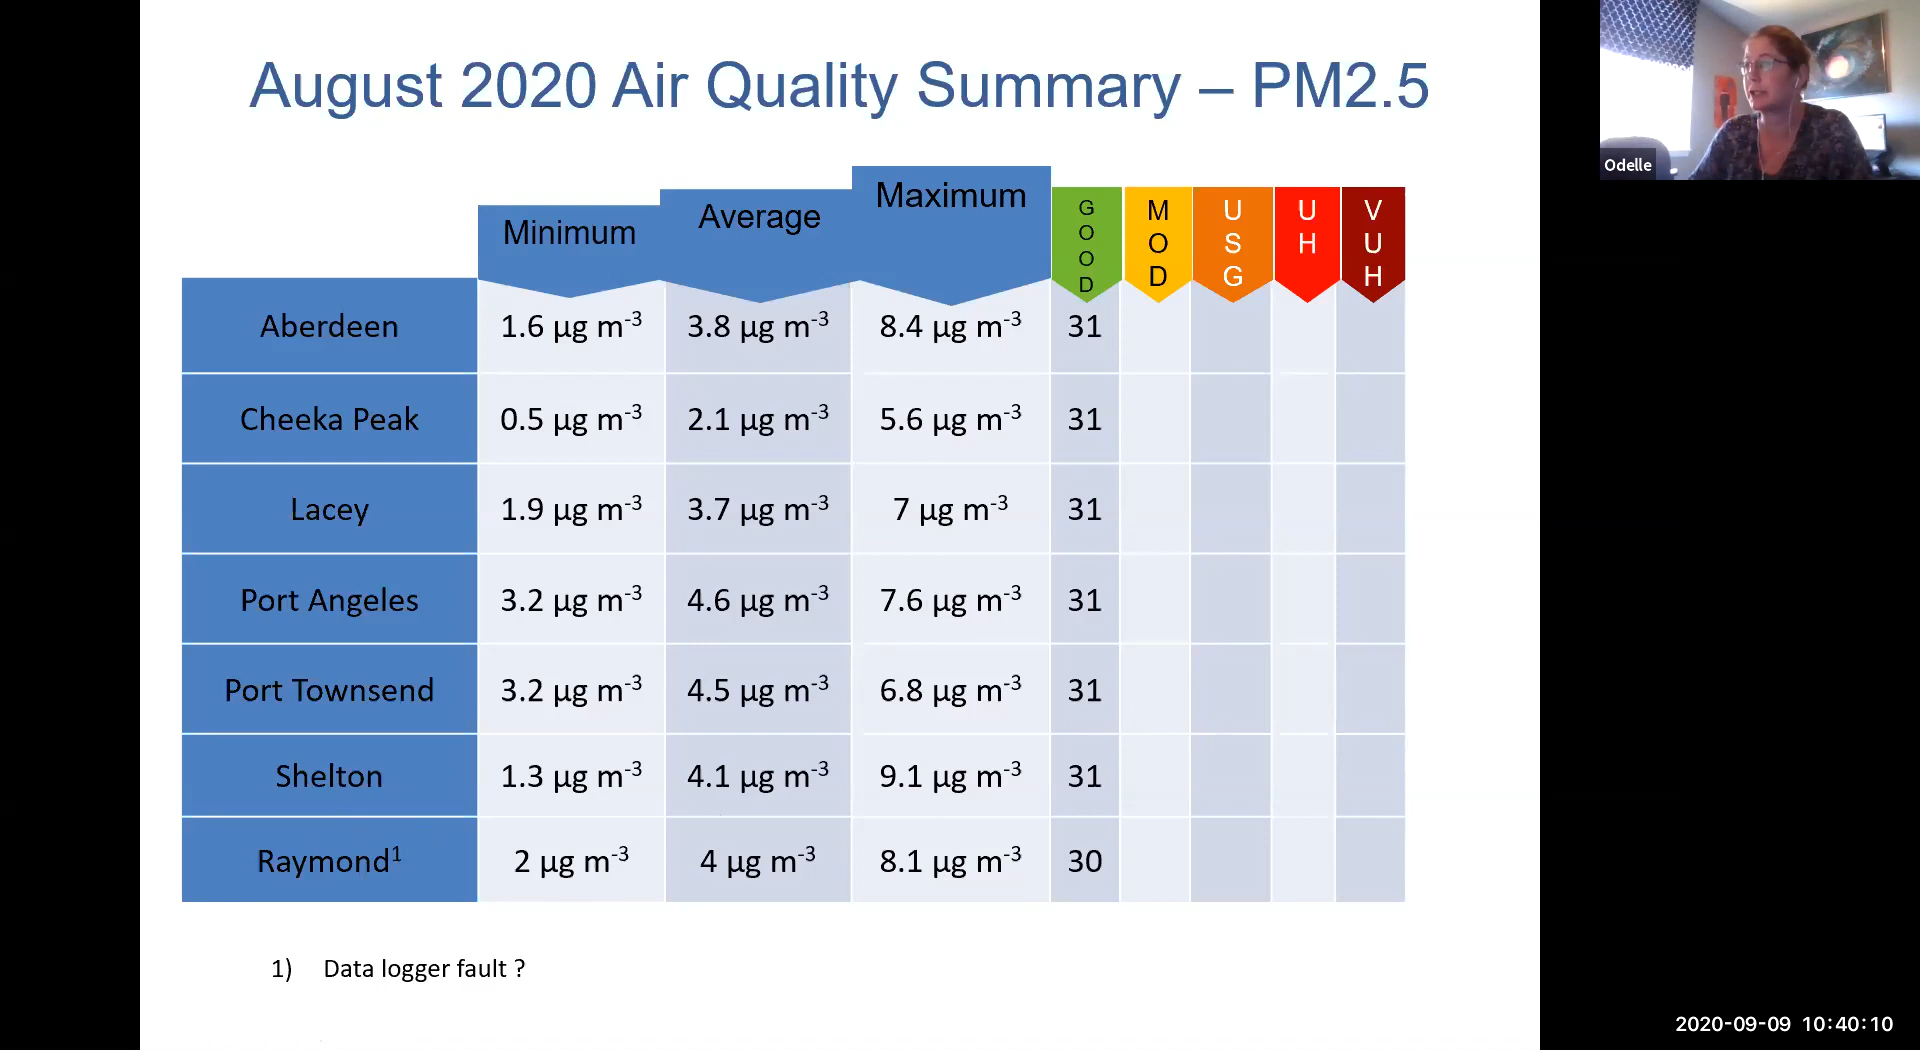 August 2020 Air Quality Summary – PM2.5
Odelle
Minimum Average Maximum GOOD MOD USG UH VUH
Aberdeen 1.6 µg m-3 3.8 µg m-3 8.4 µg m-3 31
Cheeka Peak 0.5 µg m-3 2.1 µg m-3 5.6 µg m-3 31
Lacey 1.9 µg m-3 3.7 µg m-3 7 µg m-3 31
Port Angeles 3.2 µg m-3 4.6 µg m-3 7.6 µg m-3 31
Port Townsend 3.2 µg m-3 4.5 µg m-3 6.8 µg m-3 31
Shelton 1.3 µg m-3 4.1 µg m-3 9.1 µg m-3 31
Raymond1 2 µg m-3 4 µg m-3 8.1 µg m-3 30
1) Data logger fault ?
2020-09-09 10:40:10